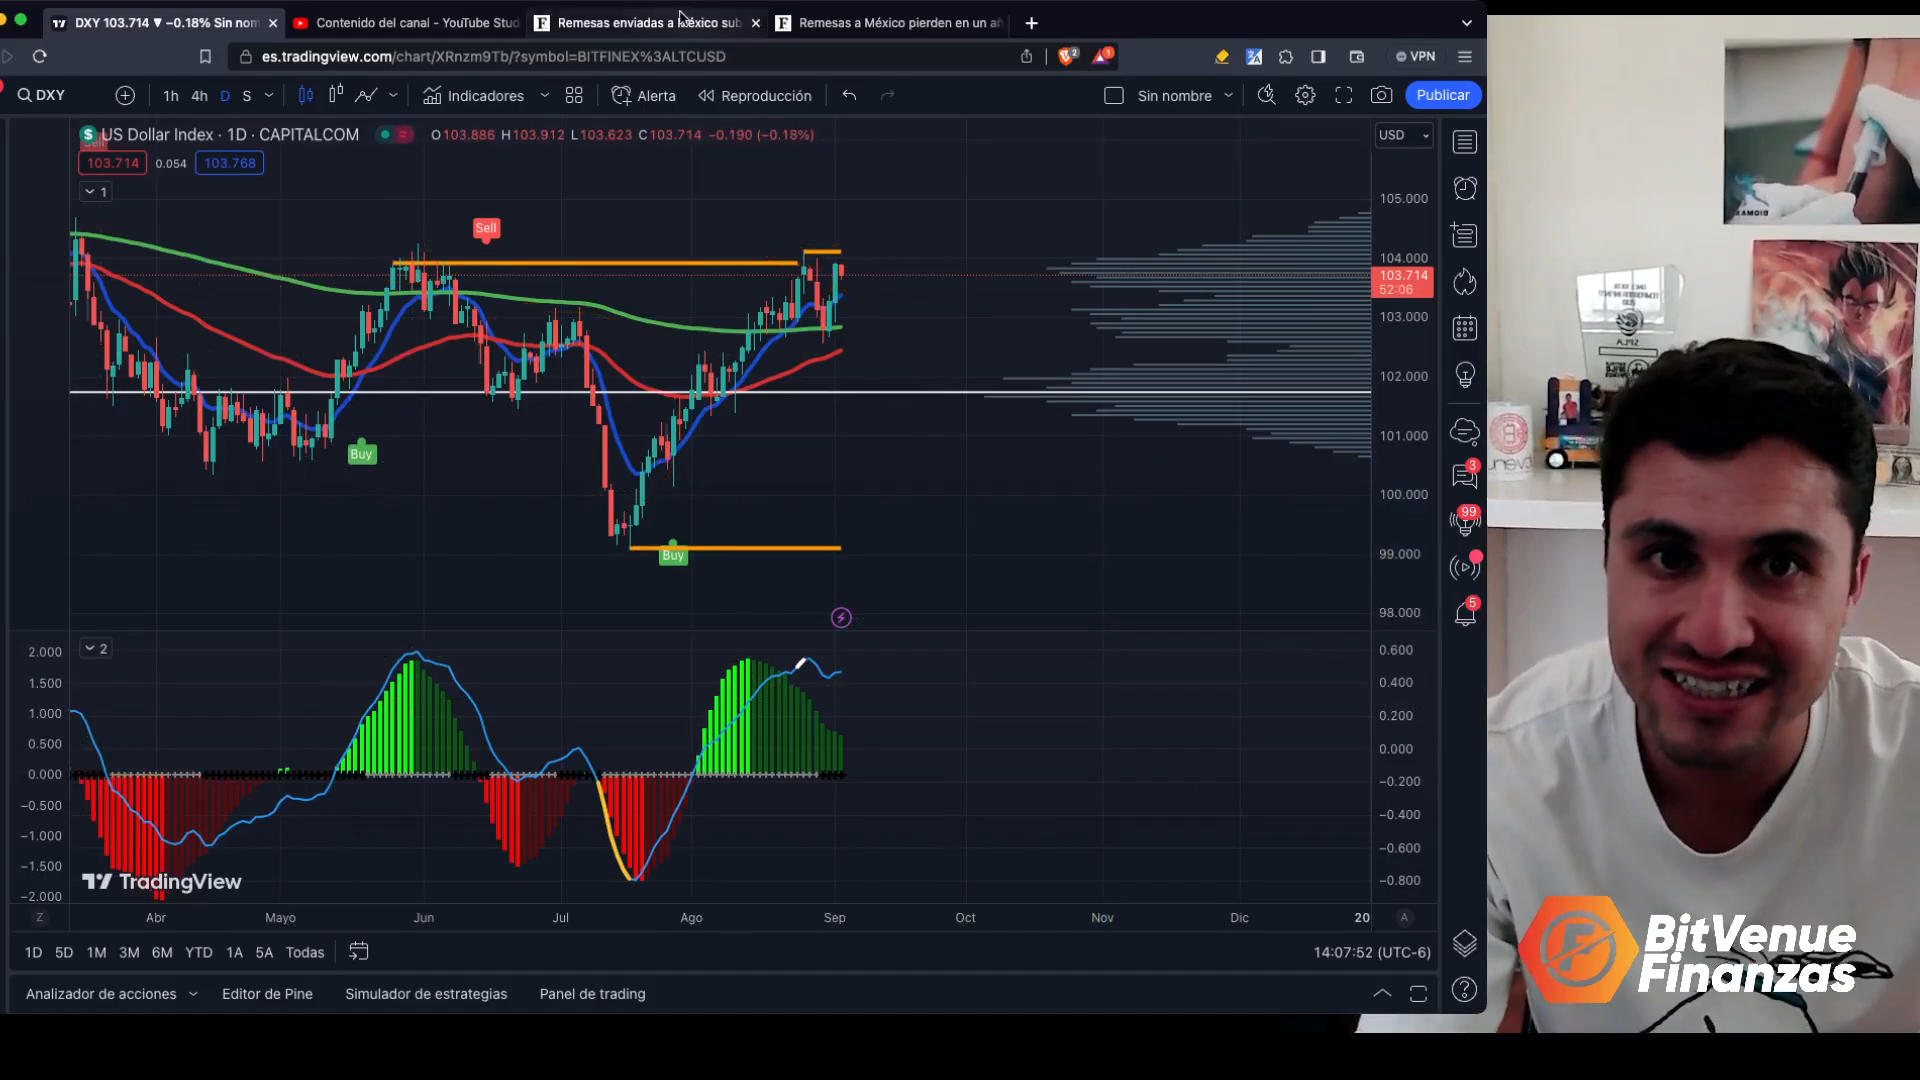 DXY 103.714 ▼ −0.18% Sin nom
Contenido del canal - YouTube Stud
Remesas enviadas a México sub
Remesas a México pierden en un añ
es.tradingview.com/chart/XRnzm9Tb/?symbol=BITFINEX%3ALTCUSD
2
1
VPN
DXY
1h 4h D S
Indicadores
Alerta
Reproducción
Sin nombre
Publicar
US Dollar Index · 1D · CAPITALCOM
O103.886 H103.912 L103.623 C103.714 −0.190 (−0.18%)
USD
Sell
103.714 0.054 103.768
1
Sell
Buy
Buy
105.000
104.000
103.714
52:06
103.000
102.000
101.000
100.000
99.000
98.000
3
99
5
2
2.000
1.500
1.000
0.500
0.000
−0.500
−1.000
−1.500
−2.000
0.600
0.400
0.200
0.000
−0.200
−0.400
−0.600
−0.800
TradingView
Z Abr Mayo Jun Jul Ago Sep Oct Nov Dic 20 A
1D 5D 1M 3M 6M YTD 1A 5A Todas
14:07:52 (UTC-6)
Analizador de acciones
Editor de Pine
Simulador de estrategias
Panel de trading
BitVenue
Finanzas